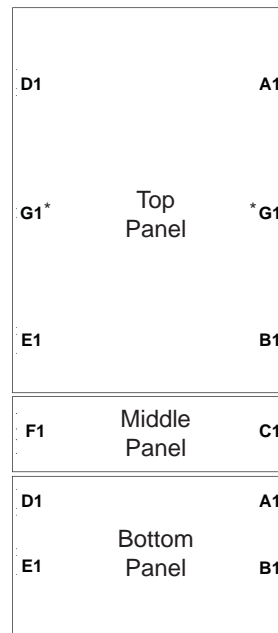 D1 A1
G1* Top Panel *G1
E1 B1
F1 Middle Panel C1
D1 A1
Bottom Panel
E1 B1